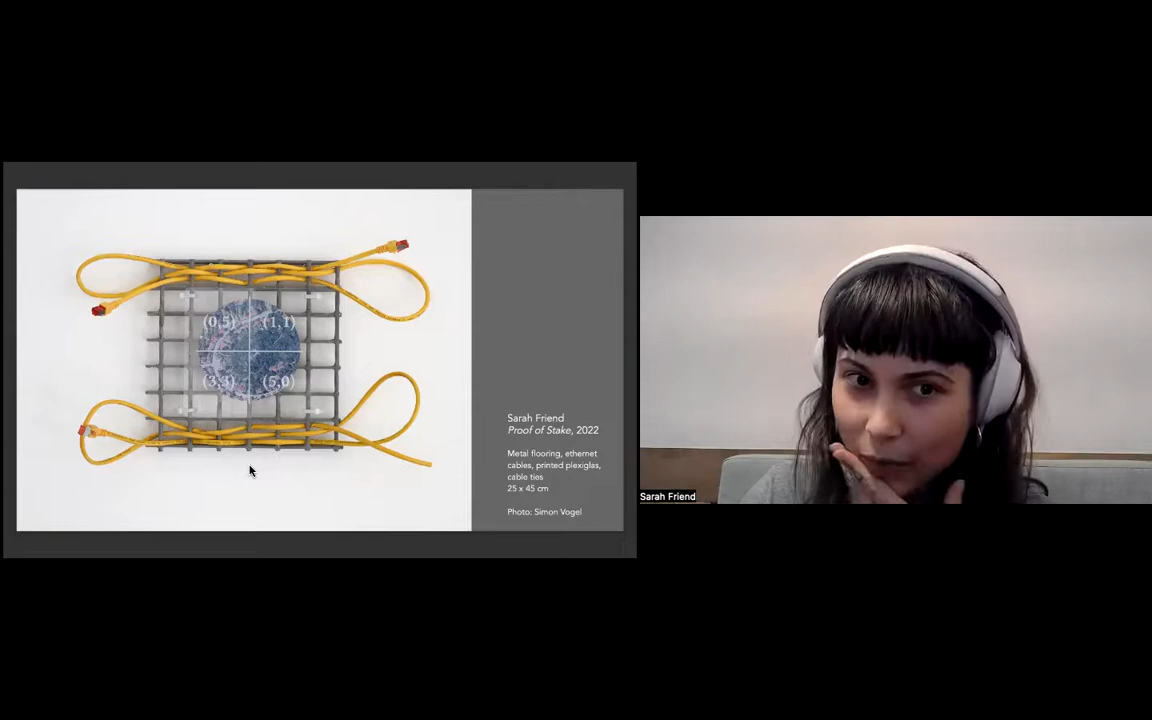 (0,5) (1,1)
(3,3) (5,0)
Sarah Friend
Proof of Stake, 2022
Metal flooring, ethernet
cables, printed plexiglas,
cable ties
25 x 45 cm
Photo: Simon Vogel
Sarah Friend